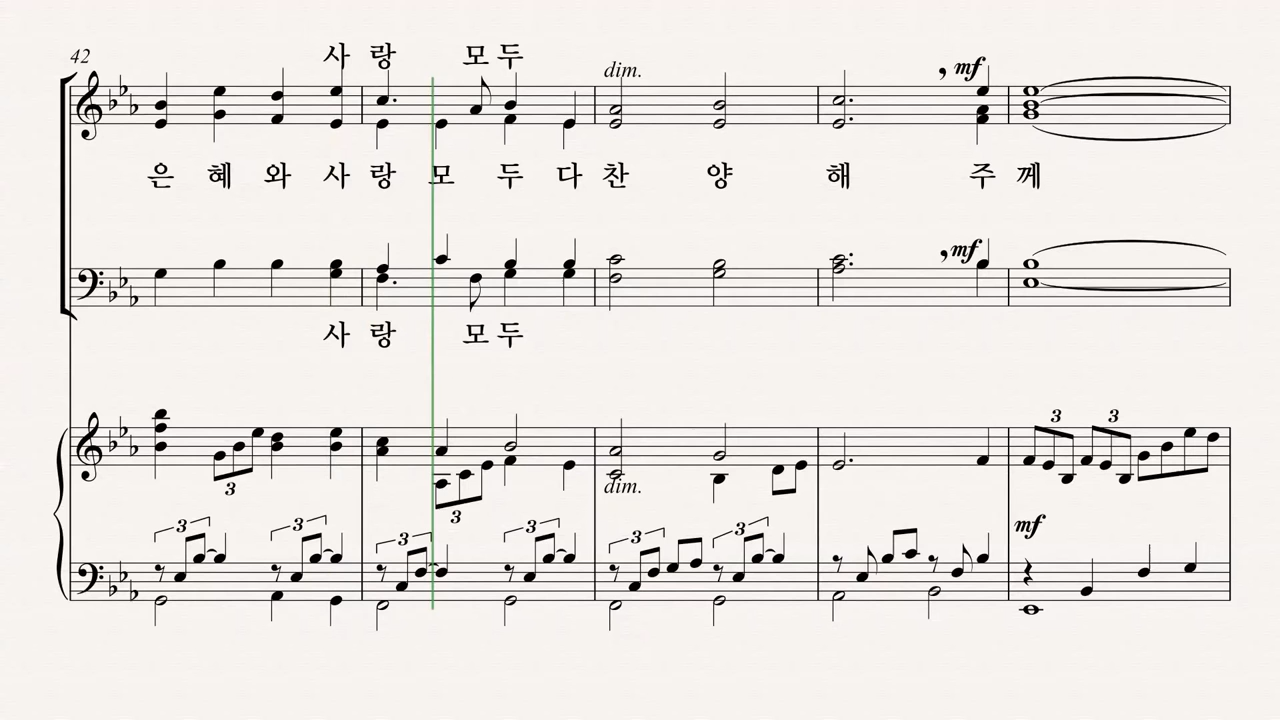 42
사 랑 모 두
dim. , mf
은 혜 와 사 랑 모 두 다 찬 양 해 주 께
, mf
사 랑 모 두
3 3
3
3
dim.
3 3 3 3 3 3
mf